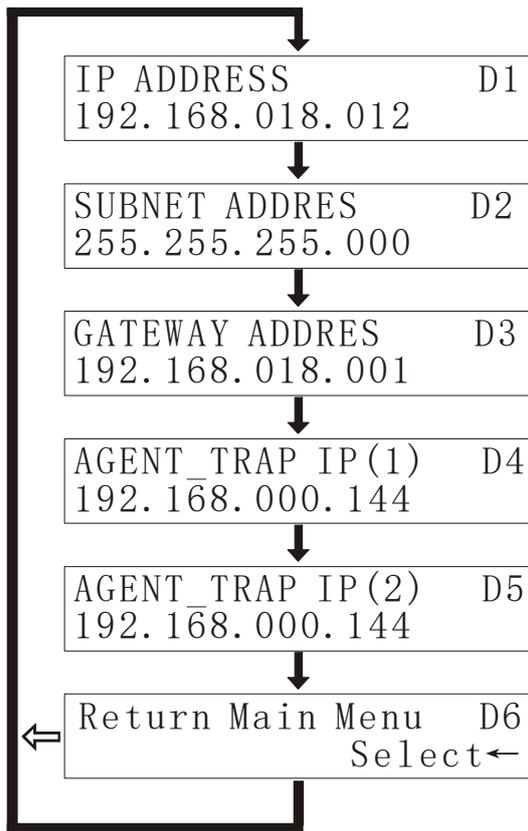 IP ADDRESS D1
192.168.018.012
SUBNET ADDRES D2
255.255.255.000
GATEWAY ADDRES D3
192.168.018.001
AGENT_TRAP IP(1) D4
192.168.000.144
AGENT_TRAP IP(2) D5
192.168.000.144
Return Main Menu D6
Select←